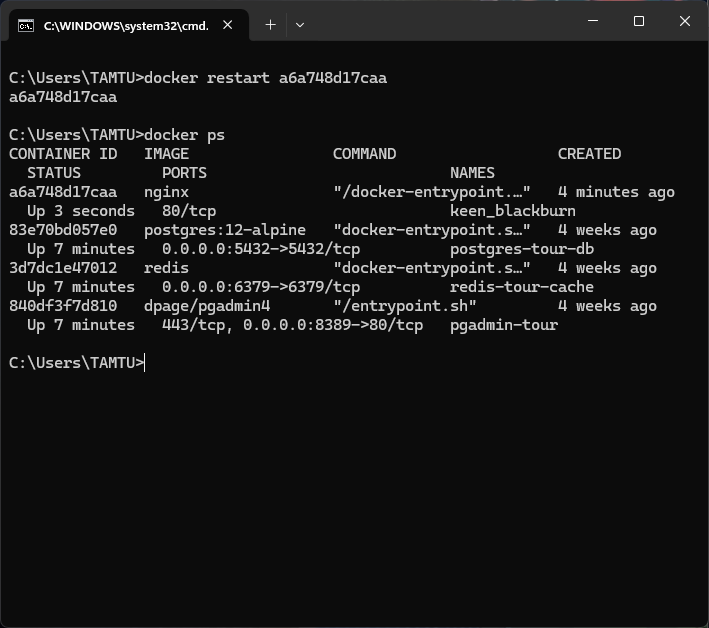 C:\WINDOWS\system32\cmd.
C:\Users\TAMTU>docker restart a6a748d17caa
a6a748d17caa
C:\Users\TAMTU>docker ps
CONTAINER ID   IMAGE                COMMAND                  CREATED
  STATUS         PORTS                           NAMES
a6a748d17caa   nginx                "/docker-entrypoint.…"   4 minutes ago
  Up 3 seconds   80/tcp                          keen_blackburn
83e70bd057e0   postgres:12-alpine   "docker-entrypoint.s…"   4 weeks ago
  Up 7 minutes   0.0.0.0:5432->5432/tcp          postgres-tour-db
3d7dc1e47012   redis                "docker-entrypoint.s…"   4 weeks ago
  Up 7 minutes   0.0.0.0:6379->6379/tcp          redis-tour-cache
840df3f7d810   dpage/pgadmin4       "/entrypoint.sh"         4 weeks ago
  Up 7 minutes   443/tcp, 0.0.0.0:8389->80/tcp   pgadmin-tour
C:\Users\TAMTU>